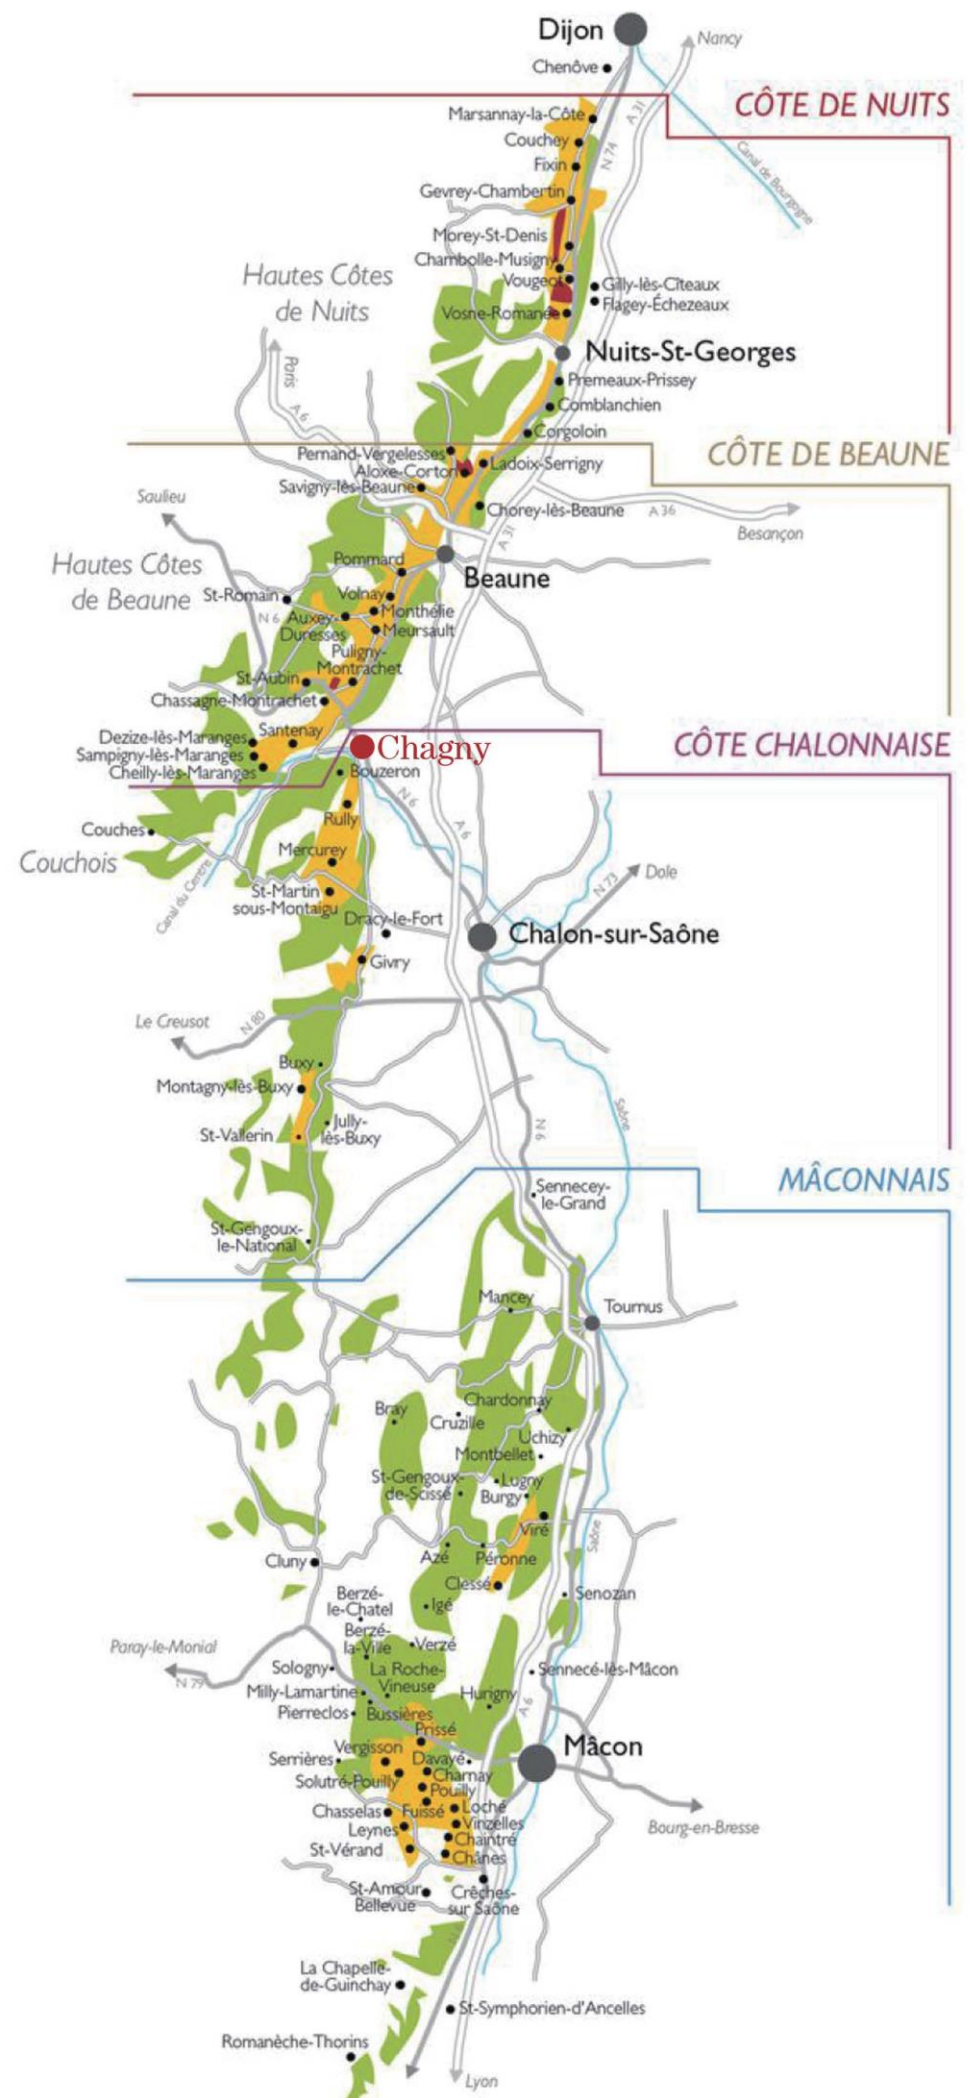 Dijon
Nancy
Chenôve
CÔTE DE NUITS
Marsannay-la-Côte
A 31
Couchey
N 74
Canal de Bourgogne
Fixin
Gevrey-Chambertin
Morey-St-Denis
Chambolle-Musigny
Hautes Côtes
de Nuits
Vougeot
Gilly-lès-Cîteaux
Flagey-Échezeaux
Vosne-Romanée
Nuits-St-Georges
Paris
Premeaux-Prissey
A 6
Comblanchien
Corgoloin
CÔTE DE BEAUNE
Pernand-Vergelesses
Ladoix-Serrigny
Aloxe-Corton
Savigny-lès-Beaune
Saulieu
Chorey-lès-Beaune
A 36
Besançon
A 31
Hautes Côtes
de Beaune
Pommard
Beaune
St-Romain
Volnay
N 6
Monthélie
Auxey-
Duresses
Meursault
Puligny-
Montrachet
St-Aubin
Chassagne-Montrachet
Santenay
Dezize-lès-Maranges
Sampigny-lès-Maranges
Cheilly-lès-Maranges
Chagny
CÔTE CHALONNAISE
Bouzeron
N 6
Rully
A 6
Couches
Couchois
Mercurey
Canal du Centre
Dole
N 73
St-Martin
sous-Montaigu
Dracy-le-Fort
Chalon-sur-Saône
Givry
Le Creusot
N 80
Buxy
Montagny-lès-Buxy
Saône
Jully-
lès-Buxy
St-Vallerin
N 6
MÂCONNAIS
Sennecey-
le-Grand
St-Gengoux-
le-National
Mancey
Tournus
Chardonnay
Bray
Cruzille
Uchizy
Montbellet
St-Gengoux-
de-Scissé
Lugny
Burgy
Viré
Saône
Cluny
Azé
Péronne
Clessé
Senozan
Berzé-
le-Chatel
Igé
Berzé-
la-Ville
Verzé
Paray-le-Monial
N 79
Sologny
La Roche-
Vineuse
Sennecé-lès-Mâcon
Milly-Lamartine
Hurigny
A 6
Pierreclos
Bussières
Prissé
Mâcon
Vergisson
Serrières
Davayé
Charnay
Solutré-Pouilly
Pouilly
Chasselas
Fuissé
Loché
Vinzelles
Bourg-en-Bresse
Leynes
Chaintré
St-Vérand
Chânes
St-Amour
Bellevue
Crêches-
sur Saône
N 6
La Chapelle-
de-Guinchay
St-Symphorien-d'Ancelles
Romanèche-Thorins
Lyon